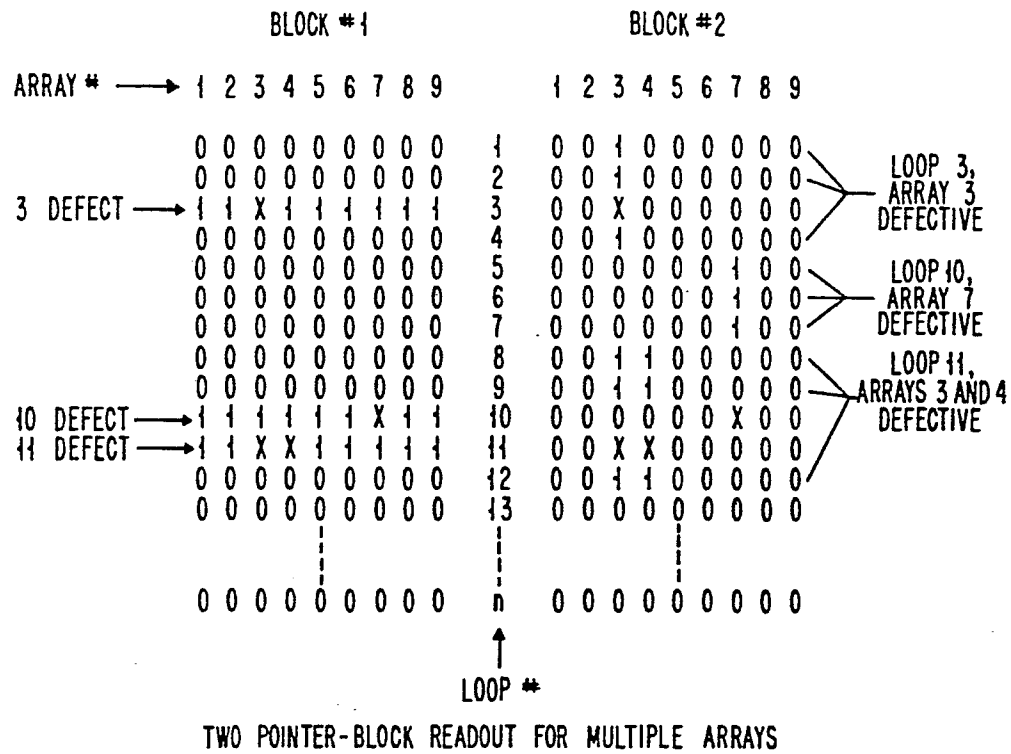 BLOCK #1 BLOCK #2
ARRAY # 1 2 3 4 5 6 7 8 9 1 2 3 4 5 6 7 8 9
0 0 0 0 0 0 0 0 0 1 0 0 1 0 0 0 0 0 0
0 0 0 0 0 0 0 0 0 2 0 0 1 0 0 0 0 0 0
3 DEFECT 1 1 X 1 1 1 1 1 1 3 0 0 X 0 0 0 0 0 0
0 0 0 0 0 0 0 0 0 4 0 0 1 0 0 0 0 0 0
LOOP 3,
ARRAY 3
DEFECTIVE
0 0 0 0 0 0 0 0 0 5 0 0 0 0 0 0 1 0 0
0 0 0 0 0 0 0 0 0 6 0 0 0 0 0 0 1 0 0
0 0 0 0 0 0 0 0 0 7 0 0 0 0 0 0 1 0 0
LOOP 10,
ARRAY 7
DEFECTIVE
0 0 0 0 0 0 0 0 0 8 0 0 1 1 0 0 0 0 0
0 0 0 0 0 0 0 0 0 9 0 0 1 1 0 0 0 0 0
10 DEFECT 1 1 1 1 1 1 X 1 1 10 0 0 0 0 0 0 X 0 0
11 DEFECT 1 1 X X 1 1 1 1 1 11 0 0 X X 0 0 0 0 0
0 0 0 0 0 0 0 0 0 12 0 0 1 1 0 0 0 0 0
LOOP 11,
ARRAYS 3 AND 4
DEFECTIVE
0 0 0 0 0 0 0 0 0 13 0 0 0 0 0 0 0 0 0
0 0 0 0 0 0 0 0 0 n 0 0 0 0 0 0 0 0 0
LOOP #
TWO POINTER-BLOCK READOUT FOR MULTIPLE ARRAYS